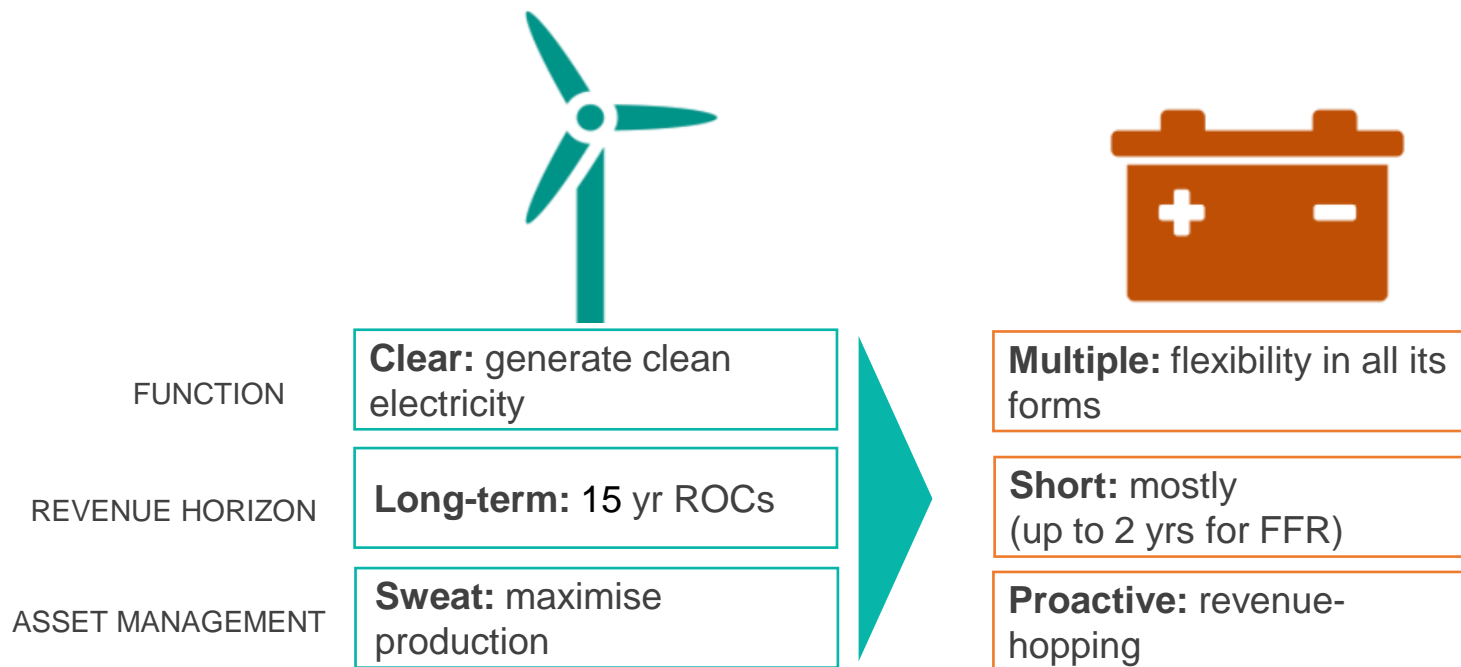 FUNCTION
Clear: generate clean
electricity
Multiple: flexibility in all its
forms
REVENUE HORIZON
Long-term: 15 yr ROCs
Short: mostly
(up to 2 yrs for FFR)
ASSET MANAGEMENT
Sweat: maximise
production
Proactive: revenue-
hopping